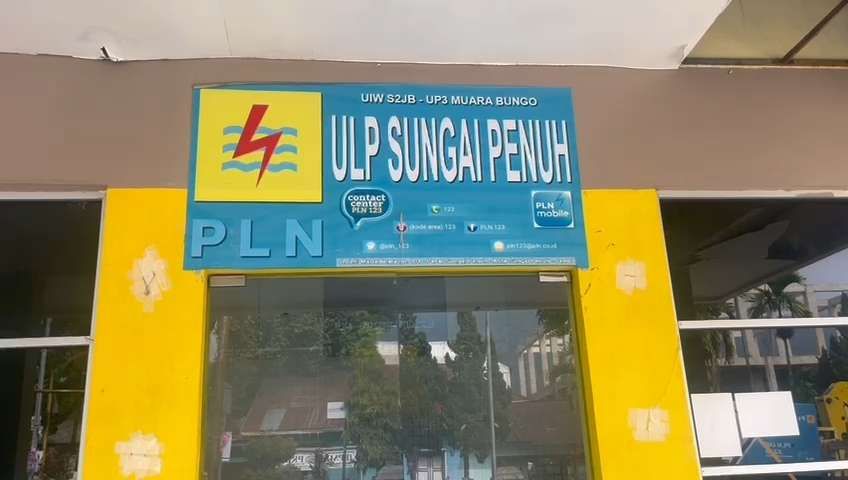 UIW S2JB - UP3 MUARA BUNGO
ULP SUNGAI PENUH
PLN
contact
center
PLN 123
123
(kode area) 123
PLN 123
@pln_123
pln123@pln.co.id
PLN
mobile